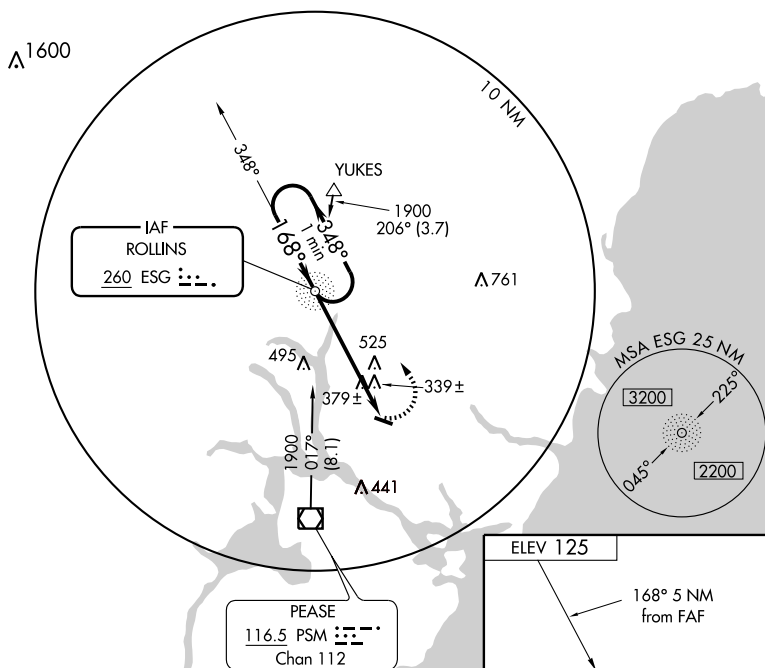 1600
10 NM
348°
YUKES
1900
206° (3.7)
348°
1 min
168°
IAF
ROLLINS
260 ESG
761
525
495
379 ±
339 ±
MSA ESG 25 NM
3200
225°
045°
2200
1900
017°
(8.1)
441
ELEV 125
168° 5 NM
from FAF
PEASE
116.5 PSM
Chan 112